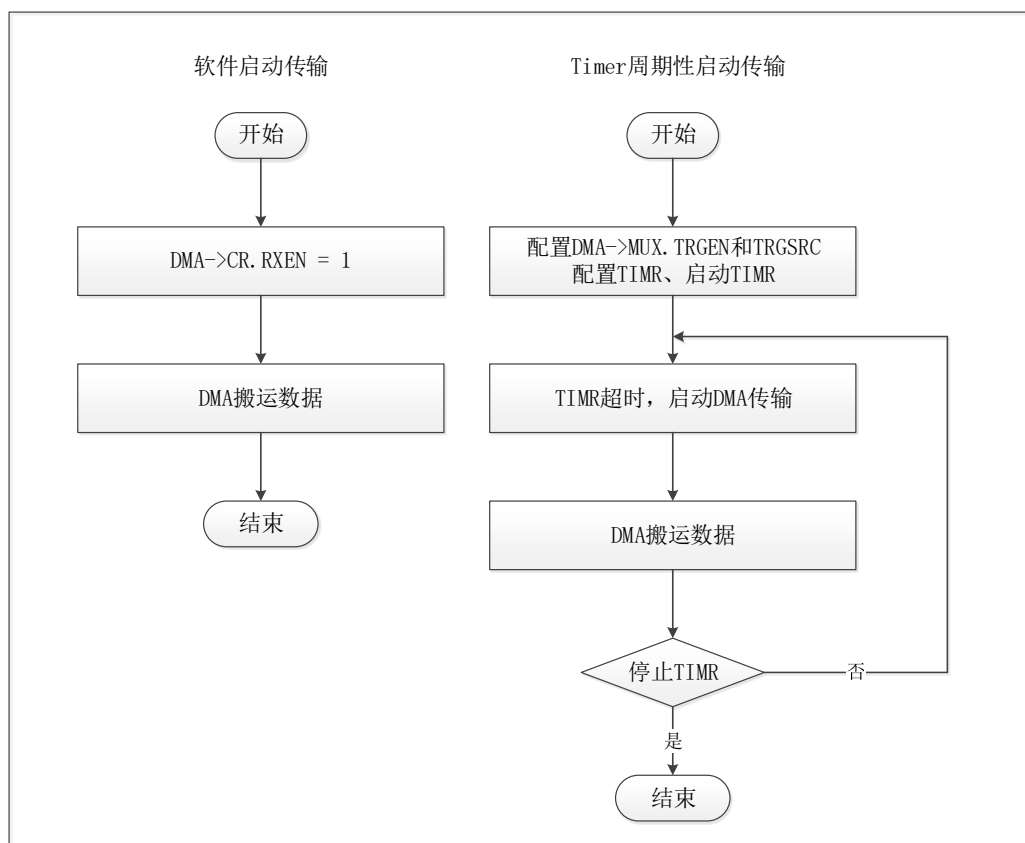 软件启动传输
开始
DMA->CR.RXEN = 1
DMA搬运数据
结束
Timer周期性启动传输
开始
配置DMA->MUX.TRGEN和TRGSRC
配置TIMR、启动TIMR
TIMR超时，启动DMA传输
DMA搬运数据
停止TIMR
否
是
结束